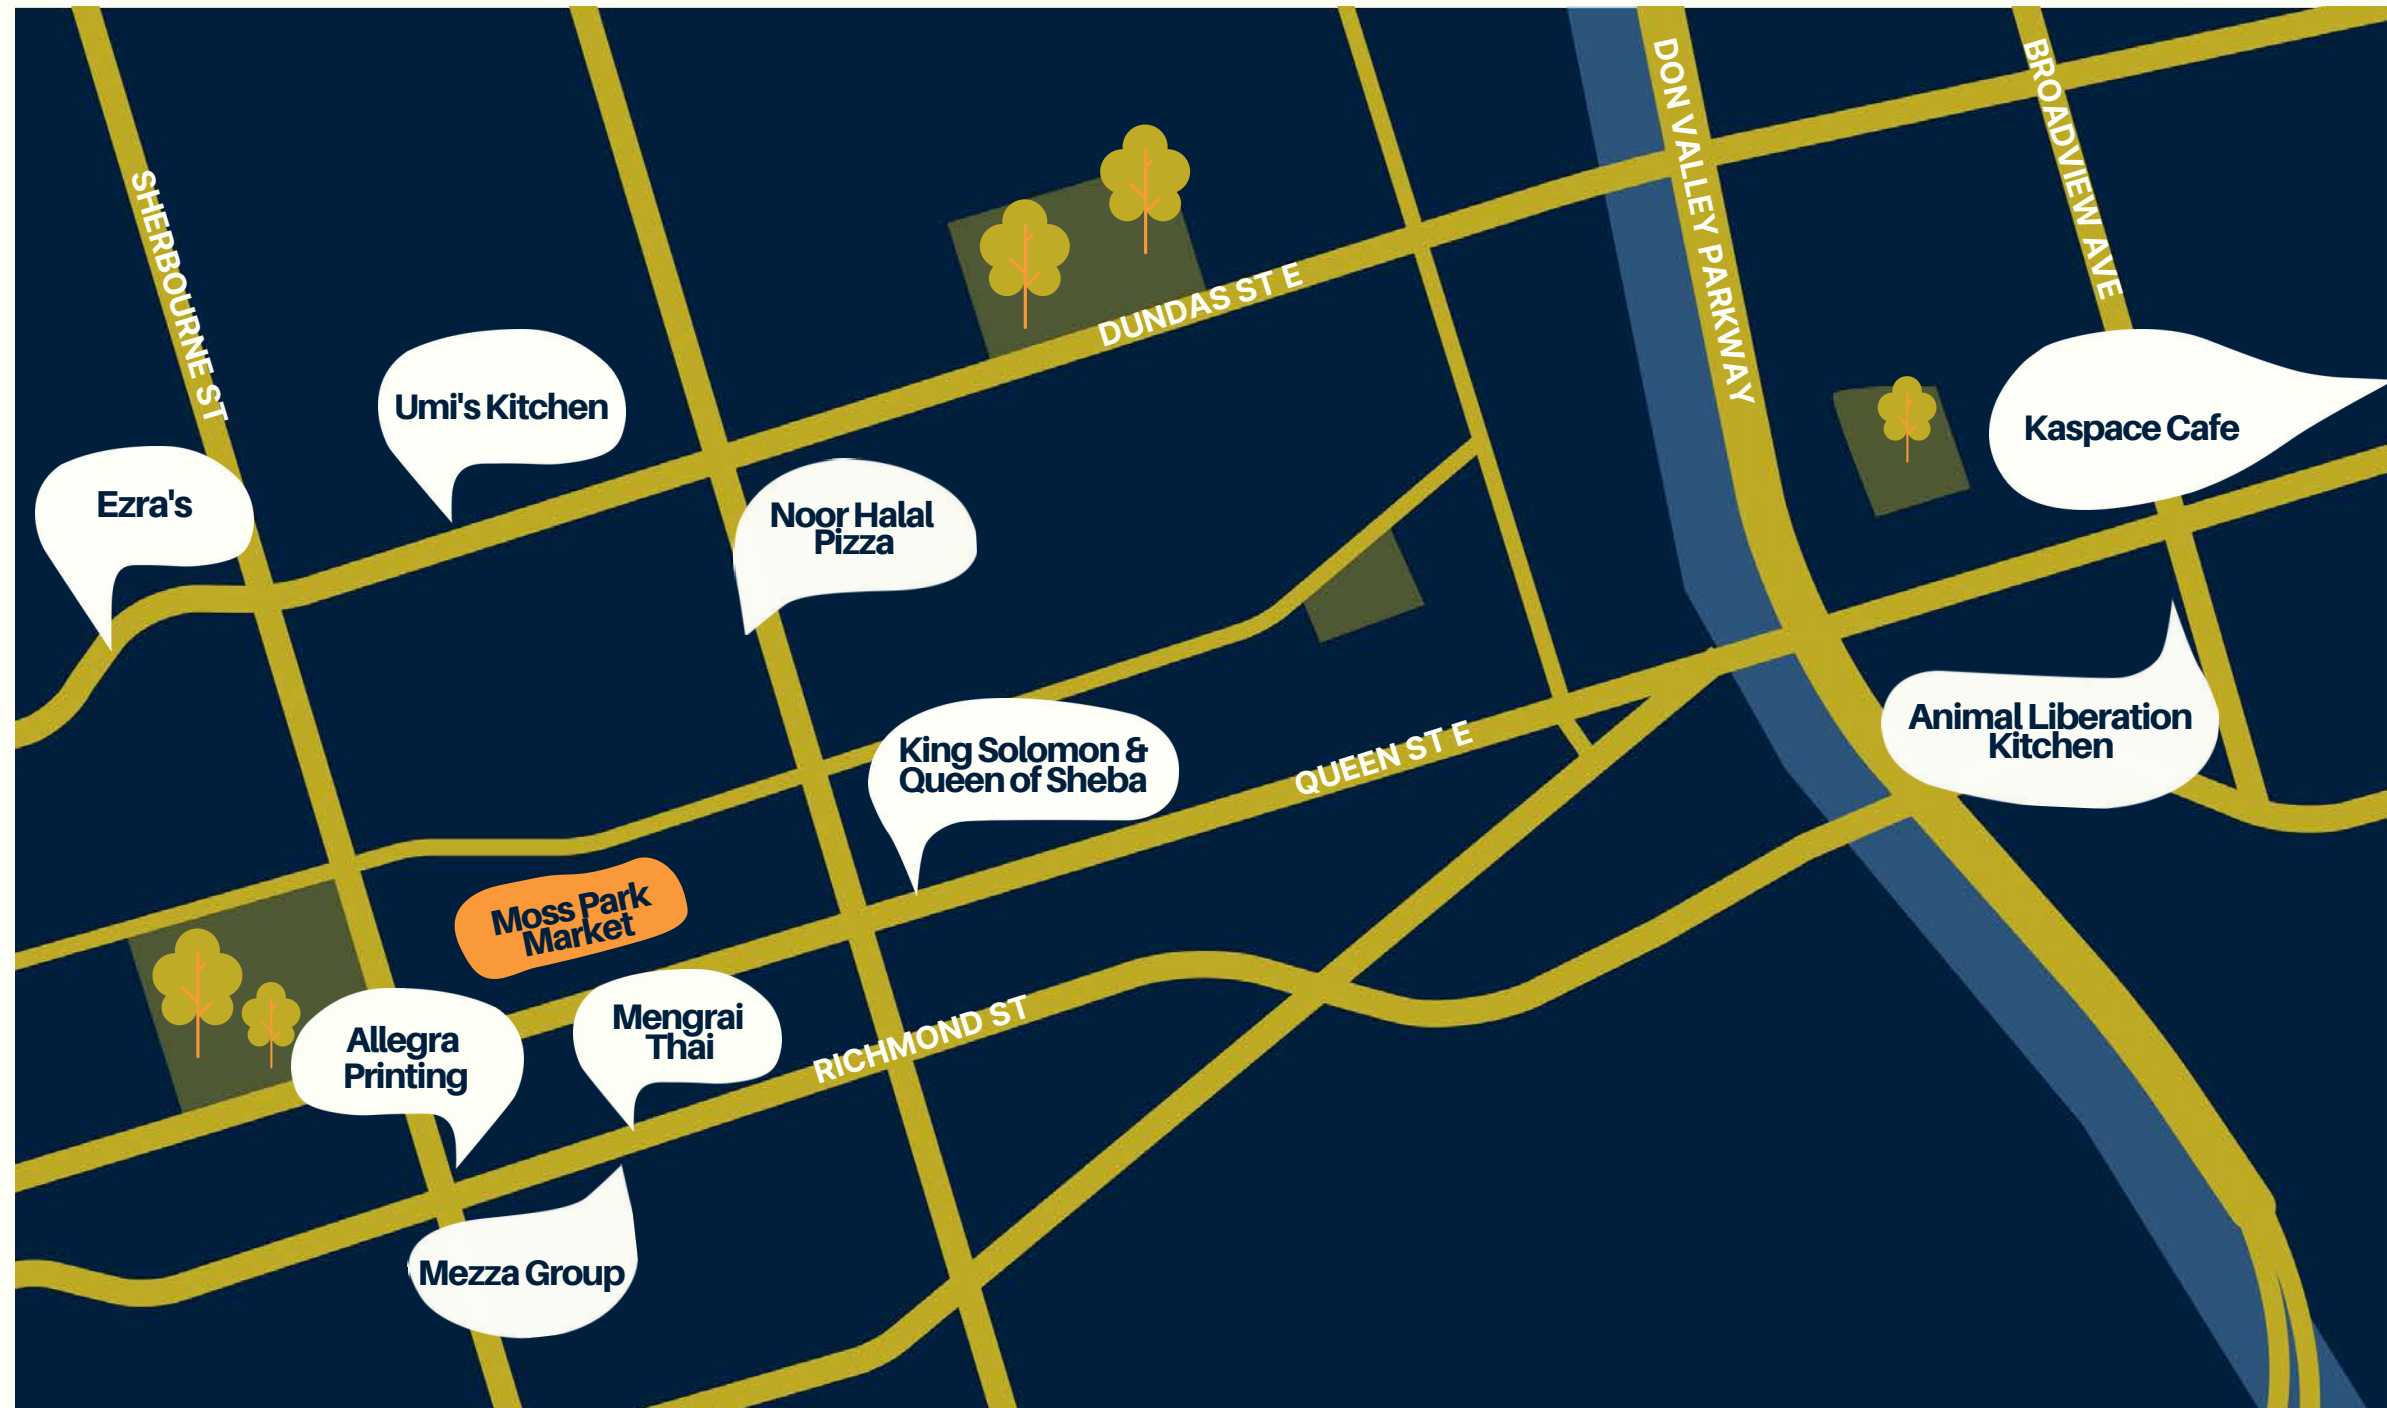 SHERBOURNE ST
DON VALLEY PARKWAY
BROADVIEW AVE
DUNDAS ST E
Umi's Kitchen
Kaspace Cafe
Ezra's
Noor Halal
Pizza
King Solomon &
Queen of Sheba
QUEEN ST E
Animal Liberation
Kitchen
Moss Park
Market
Allegra
Printing
Mengrai
Thai
RICHMOND ST
Mezza Group